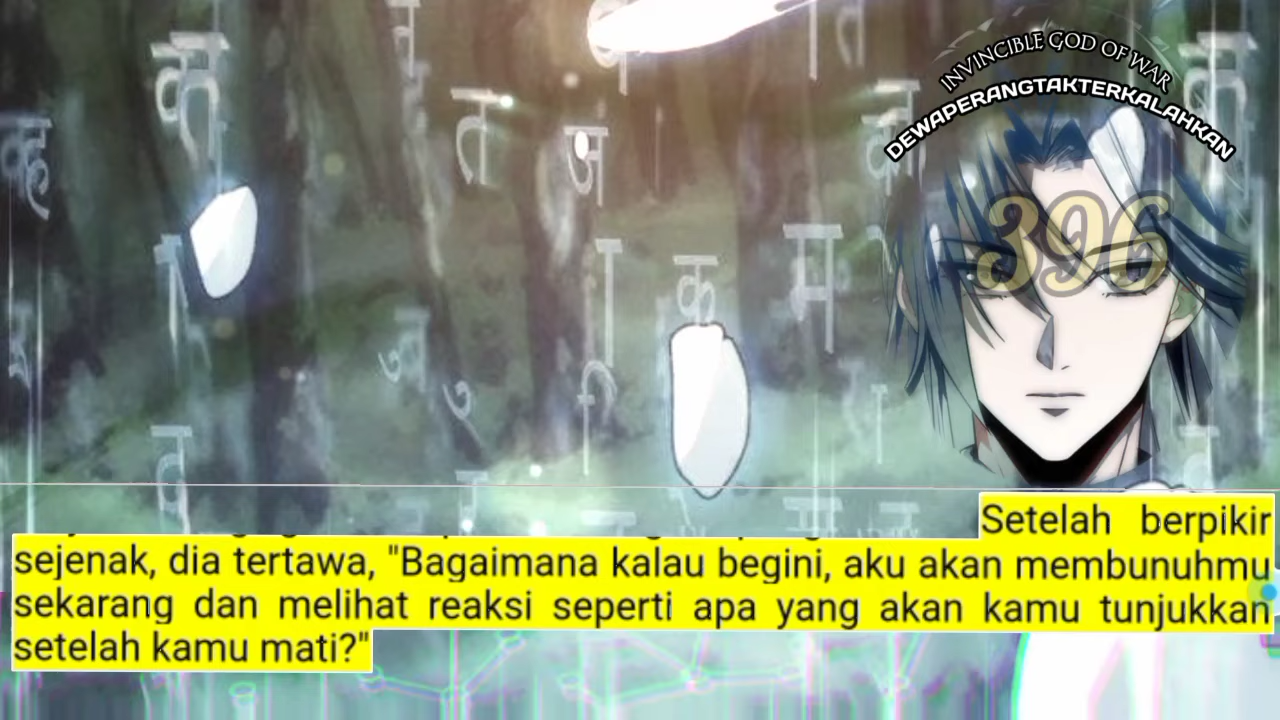 INVINCIBLE GOD OF WAR
DEWAPERANGTAKTERKALAHKAN
396
Setelah berpikir
sejenak, dia tertawa, "Bagaimana kalau begini, aku akan membunuhmu
sekarang dan melihat reaksi seperti apa yang akan kamu tunjukkan
setelah kamu mati?"